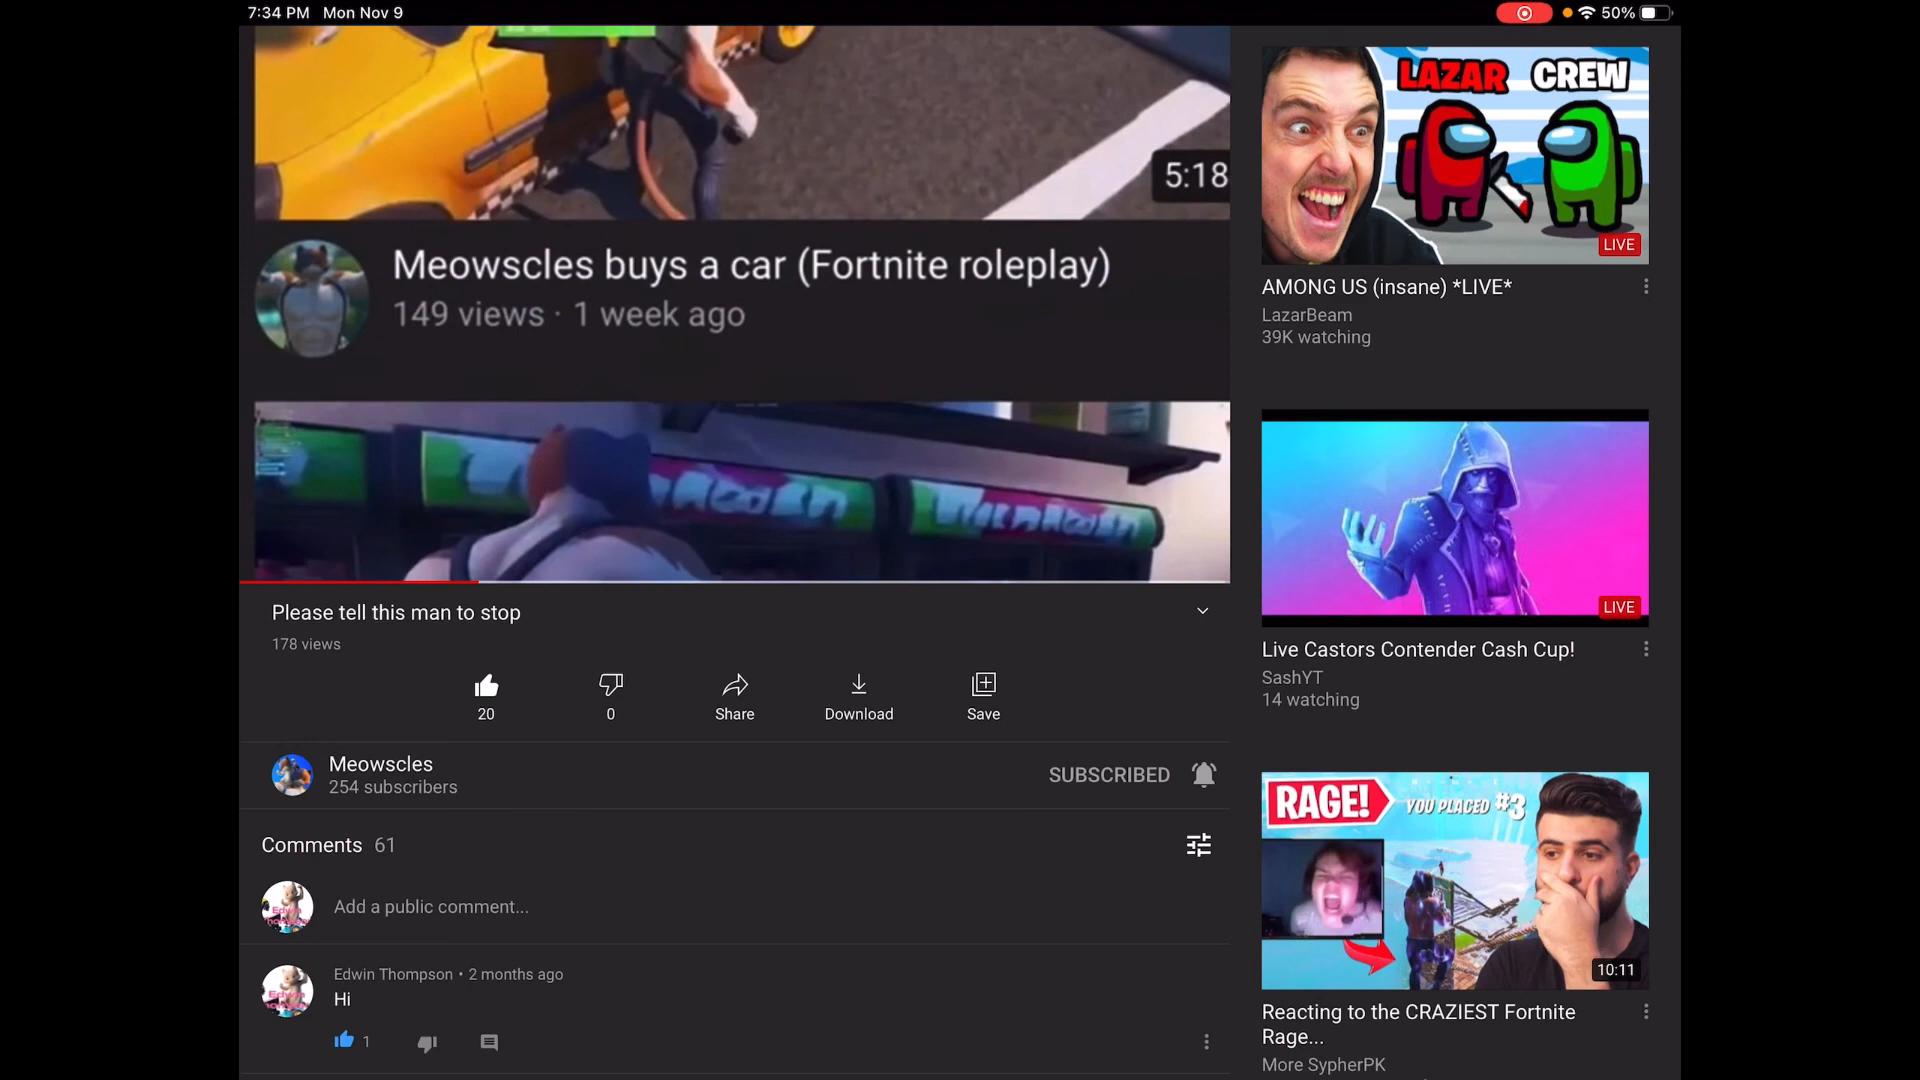 7:34 PM Mon Nov 9
50%
5:18
Meowscles buys a car (Fortnite roleplay)
149 views · 1 week ago
Please tell this man to stop
178 views
20
0
Share
Download
Save
Meowscles
254 subscribers
SUBSCRIBED
Comments 61
Add a public comment...
Edwin Thompson • 2 months ago
Hi
1
LAZAR CREW
LIVE
AMONG US (insane) *LIVE*
LazarBeam
39K watching
LIVE
Live Castors Contender Cash Cup!
SashYT
14 watching
RAGE!
YOU PLACED #3
10:11
Reacting to the CRAZIEST Fortnite
Rage...
More SypherPK